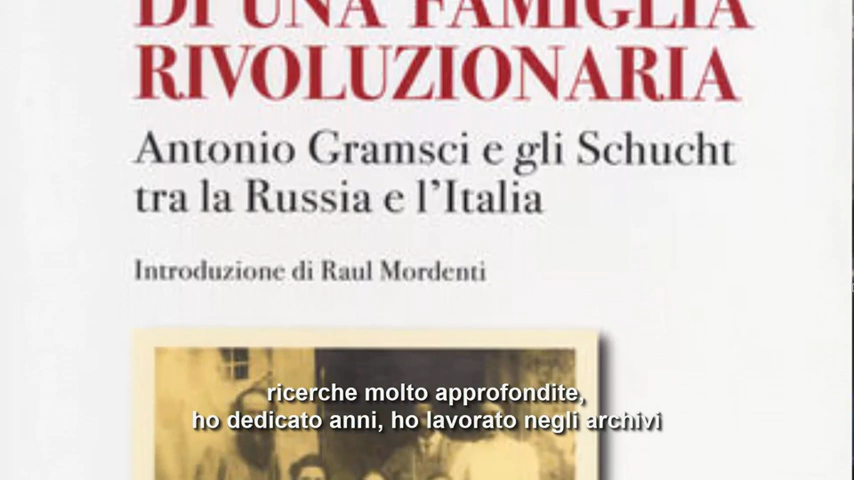 DI UNA FAMIGLIA
RIVOLUZIONARIA
Antonio Gramsci e gli Schucht
tra la Russia e l'Italia
Introduzione di Raul Mordenti
ricerche molto approfondite,
ho dedicato anni, ho lavorato negli archivi